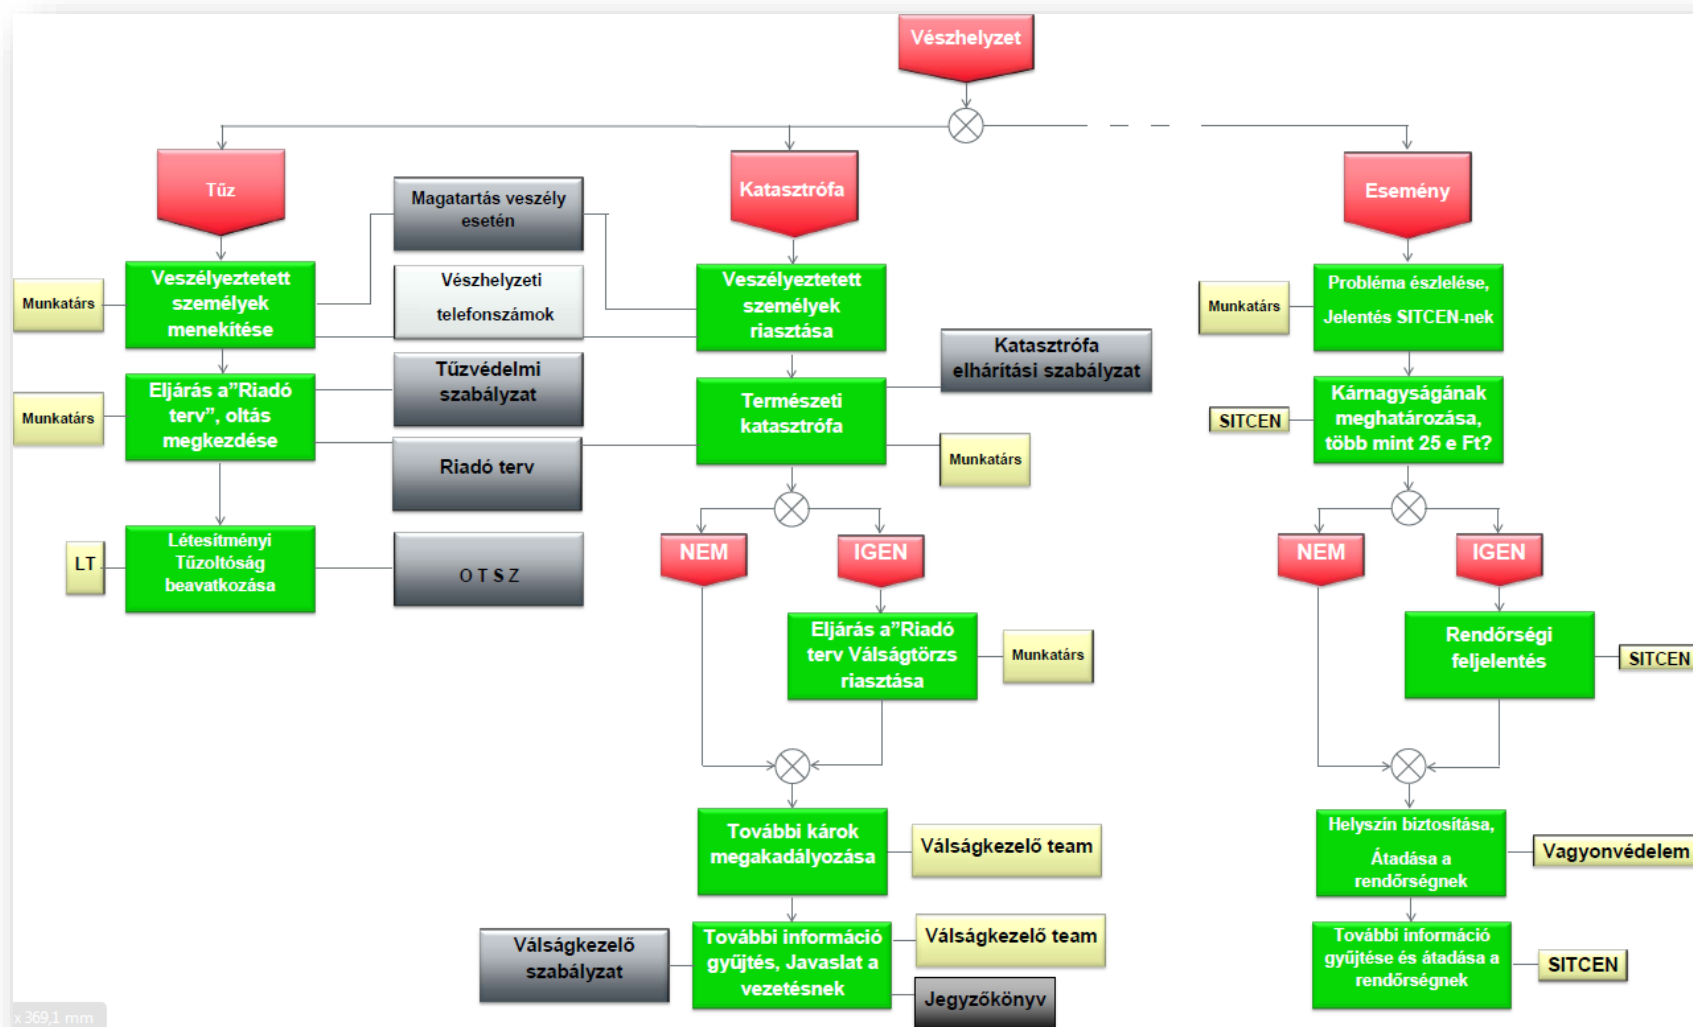 Vészhelyzet
Tűz
Katasztrófa
Esemény
Magatartás veszély
esetén
Vészhelyzeti
telefonszámok
Munkatárs
Veszélyeztetett
személyek
menekítése
Veszélyeztetett
személyek
riasztása
Munkatárs
Probléma észlelése,
Jelentés SITCEN-nek
Munkatárs
Eljárás a"Riadó
terv", oltás
megkezdése
Tűzvédelmi
szabályzat
Természeti
katasztrófa
Katasztrófa
elhárítási szabályzat
SITCEN
Kárnagyságának
meghatározása,
több mint 25 e Ft?
Riadó terv
Munkatárs
LT
Létesítményi
Tűzoltóság
beavatkozása
O T S Z
NEM
IGEN
NEM
IGEN
Eljárás a"Riadó
terv Válságtörzs
riasztása
Munkatárs
Rendőrségi
feljelentés
SITCEN
További károk
megakadályozása
Válságkezelő team
Helyszín biztosítása,
Átadása a
rendőrségnek
Vagyonvédelem
Válságkezelő
szabályzat
További információ
gyűjtés, Javaslat a
vezetésnek
Válságkezelő team
Jegyzőkönyv
További információ
gyűjtése és átadása a
rendőrségnek
SITCEN
x 369,1 mm